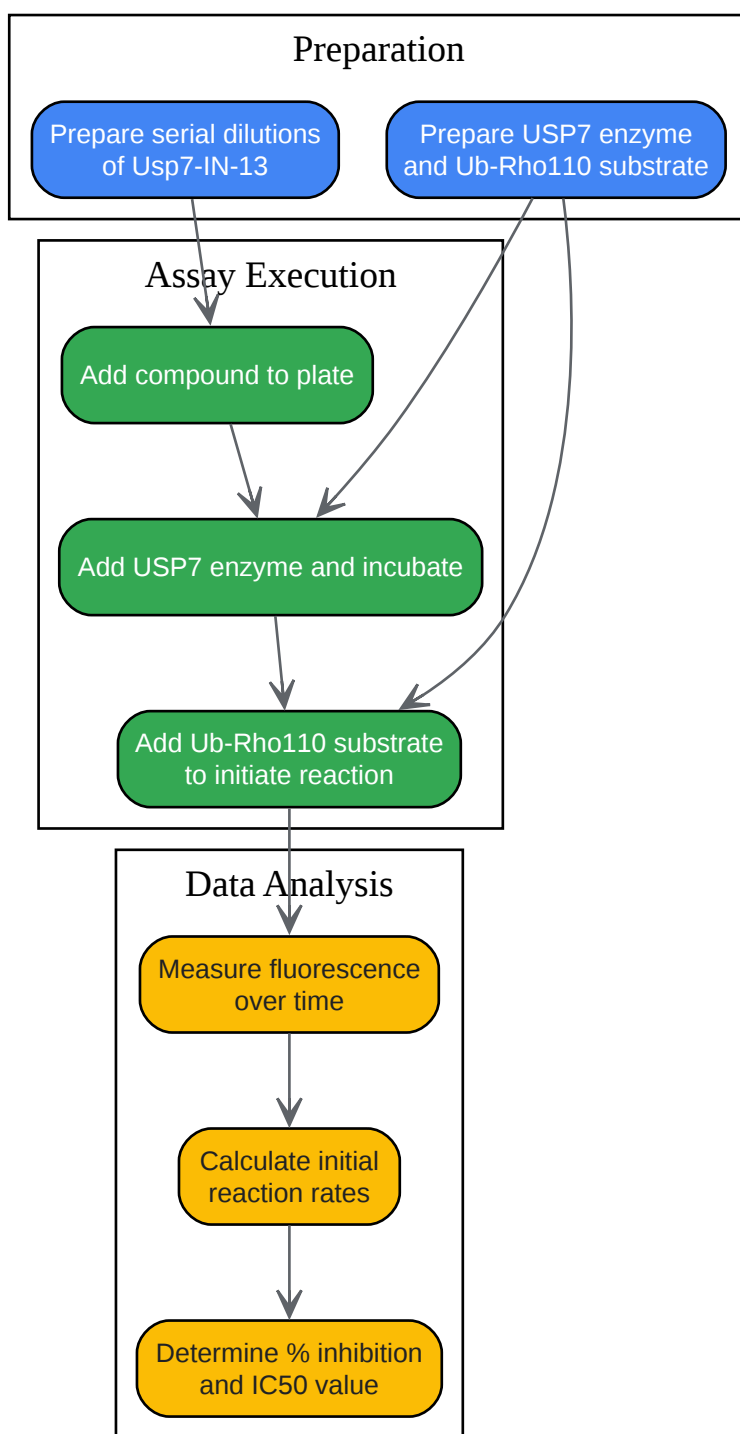 Preparation
Prepare serial dilutions
of Usp7-IN-13
Prepare USP7 enzyme
and Ub-Rho110 substrate
Assay Execution
Add compound to plate
Add USP7 enzyme and incubate
Add Ub-Rho110 substrate
to initiate reaction
Data Analysis
Measure fluorescence
over time
Calculate initial
reaction rates
Determine % inhibition
and IC50 value